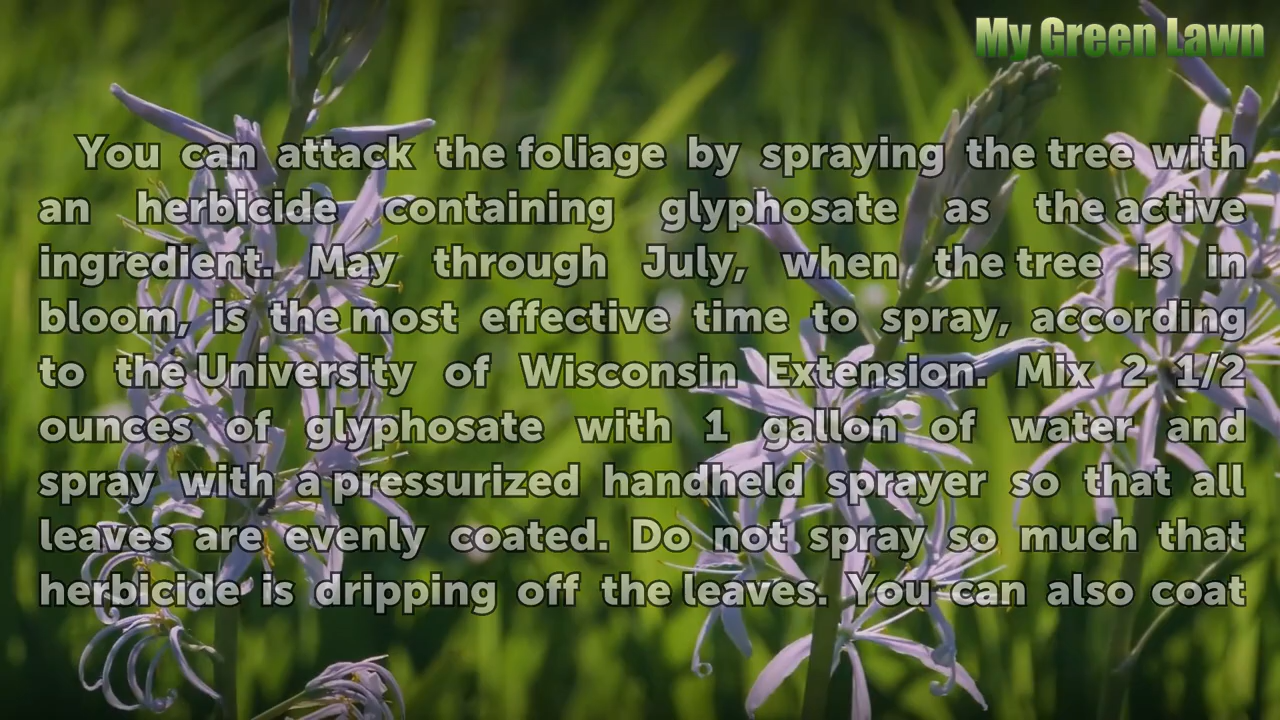 My Green Lawn
You can attack the foliage by spraying the tree with
an herbicide containing glyphosate as the active
ingredient. May through July, when the tree is in
bloom, is the most effective time to spray, according
to the University of Wisconsin Extension. Mix 2 1/2
ounces of glyphosate with 1 gallon of water and
spray with a pressurized handheld sprayer so that all
leaves are evenly coated. Do not spray so much that
herbicide is dripping off the leaves. You can also coat